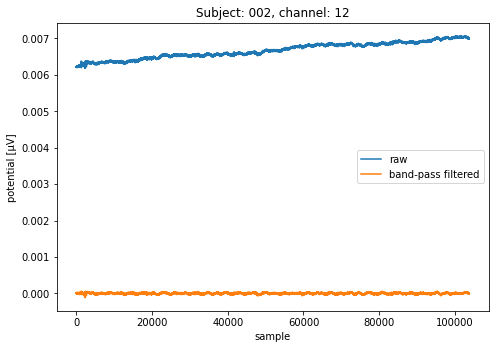 Subject: 002, channel: 12
0.007
0.006
0.005
0.004
0.003
0.002
0.001
0.000
potential [µV]
raw
band-pass filtered
0
20000
40000
60000
80000
100000
sample